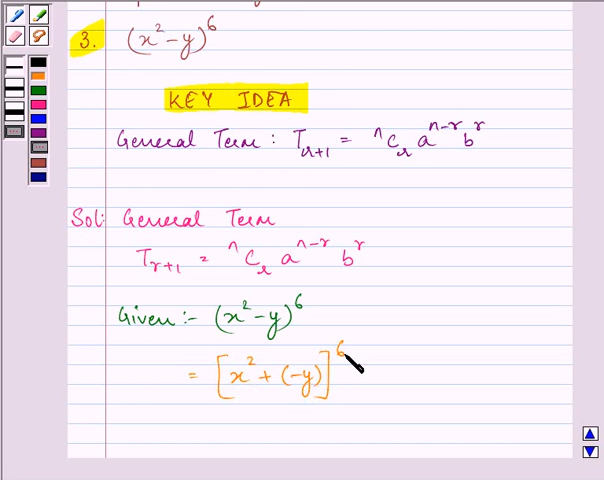 3. (x² - y)⁶
KEY IDEA
General Term : Tᵣ₊₁ = ⁿCᵣ aⁿ⁻ʳ bʳ
Sol: General Term
Tᵣ₊₁ = ⁿCᵣ aⁿ⁻ʳ bʳ
Given :- (x² - y)⁶
= [x² + (-y)]⁶